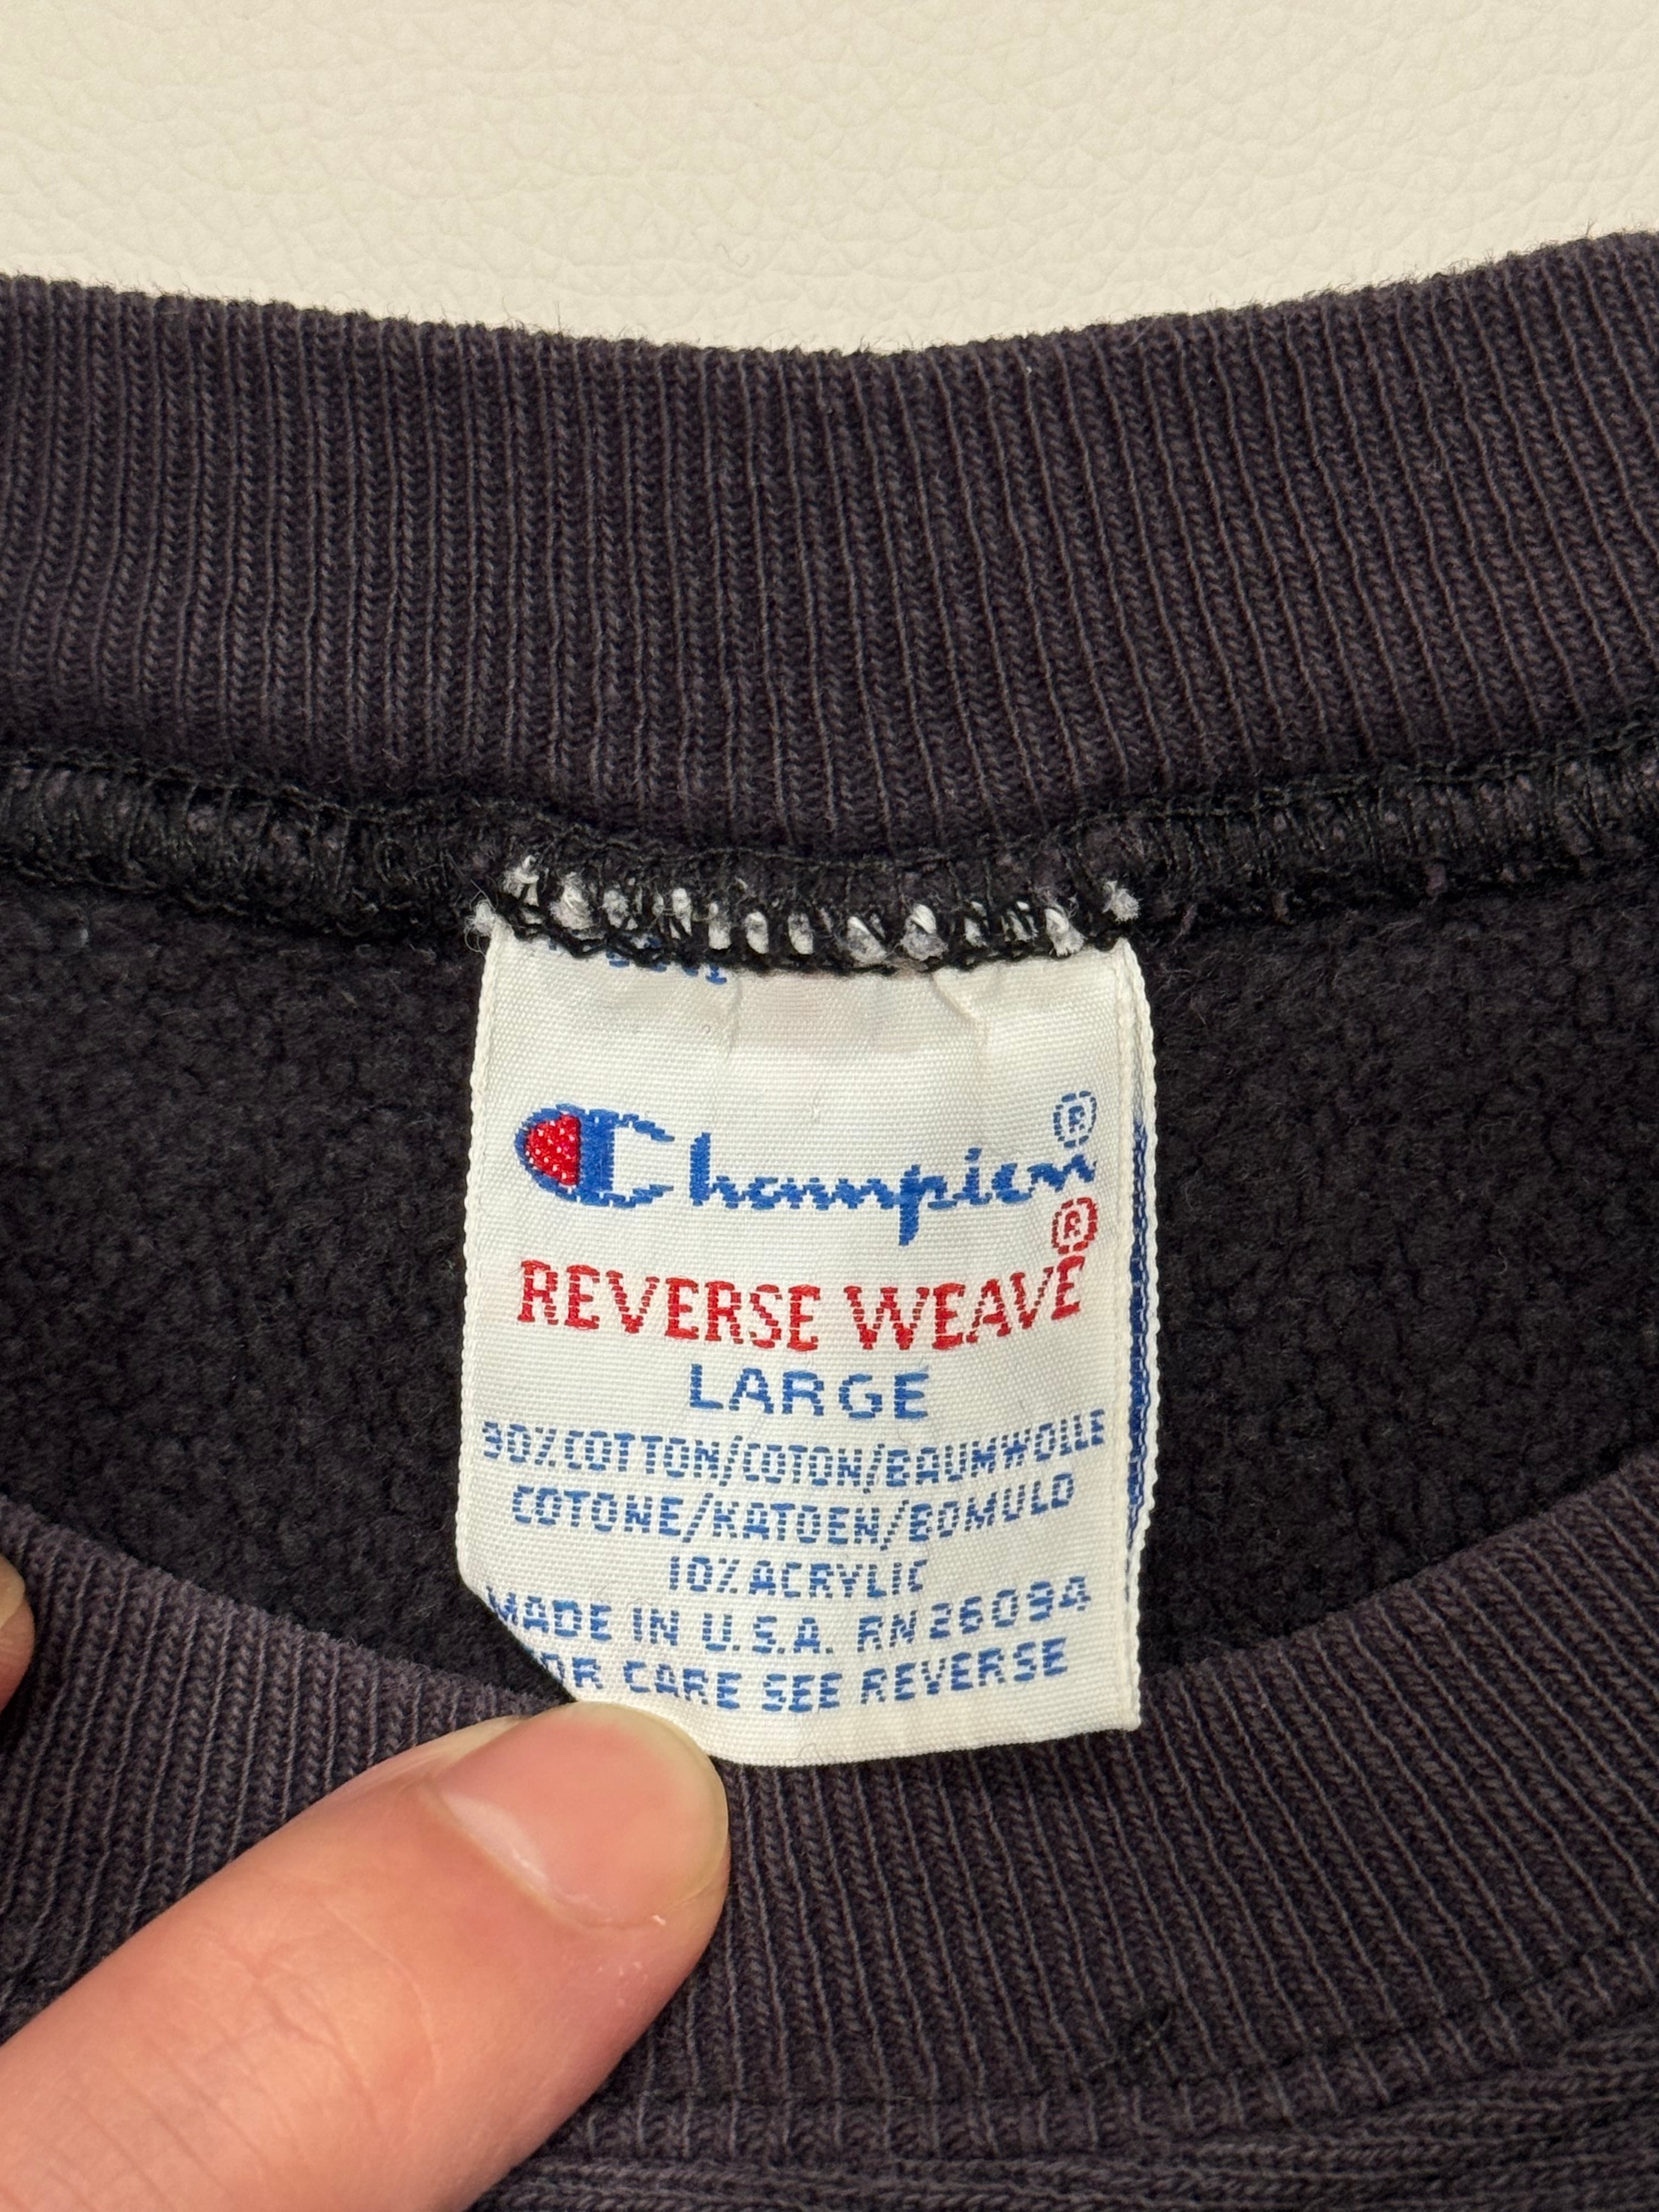 Champion®
REVERSE WEAVE®
LARGE
90% COTTON/COTON/BAUMWOLLE
COTONE/KATOEN/BOMULD
10% ACRYLIC
MADE IN U.S.A. RN 26094
FOR CARE SEE REVERSE